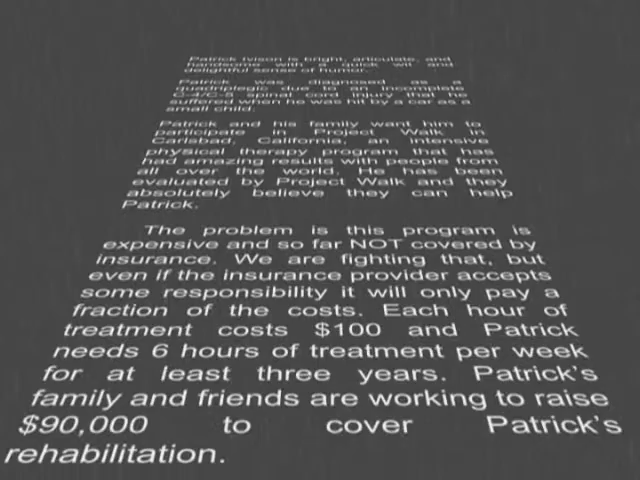 Patrick Ivison is bright, articulate, and
handsome with a quick wit and
delightful sense of humor.
Patrick was diagnosed as a
quadriplegic due to an incomplete
C-4/C-5 spinal cord injury that he
suffered when he was hit by a car as a
small child.
Patrick and his family want him to
participate in Project Walk in
Carlsbad, California, an intensive
physical therapy program that has
had amazing results with people from
all over the world. He has been
evaluated by Project Walk and they
absolutely believe they can help
Patrick.
The problem is this program is
expensive and so far NOT covered by
insurance. We are fighting that, but
even if the insurance provider accepts
some responsibility it will only pay a
fraction of the costs. Each hour of
treatment costs $100 and Patrick
needs 6 hours of treatment per week
for at least three years. Patrick's
family and friends are working to raise
$90,000 to cover Patrick's
rehabilitation.